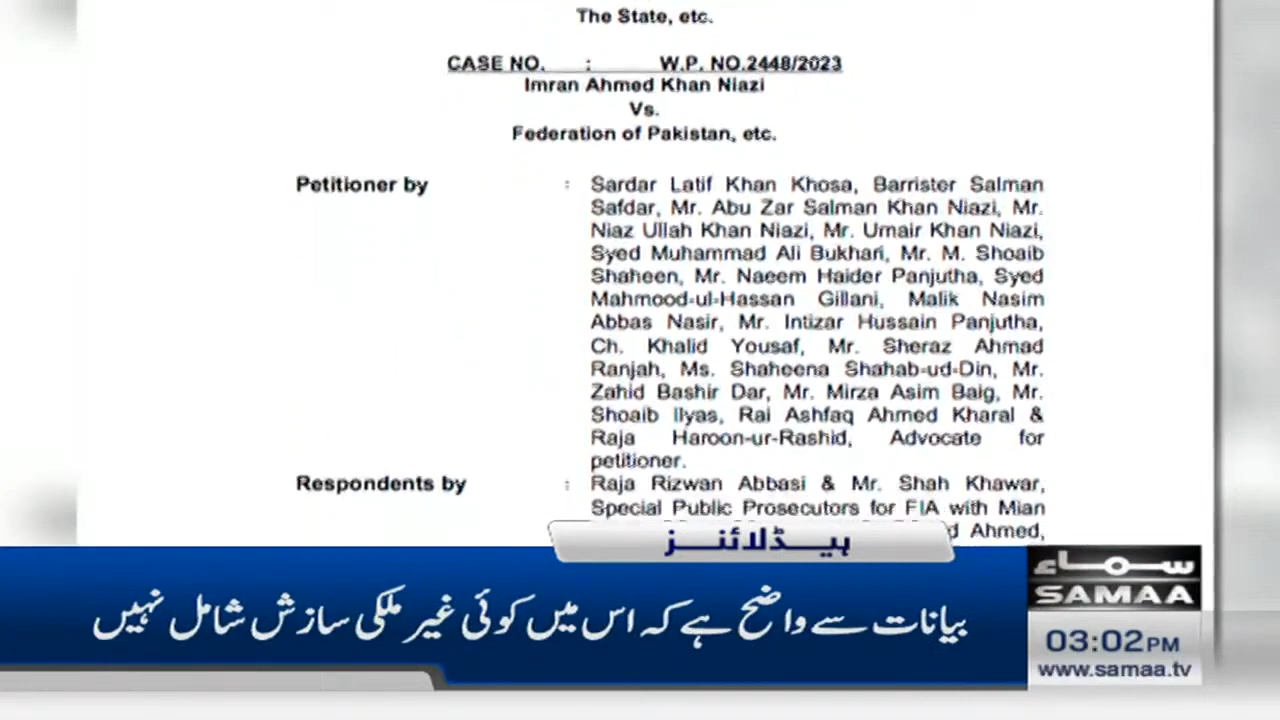 The State, etc.
CASE NO. : W.P. NO.2448/2023
Imran Ahmed Khan Niazi
Vs.
Federation of Pakistan, etc.
Petitioner by : Sardar Latif Khan Khosa, Barrister Salman
Safdar, Mr. Abu Zar Salman Khan Niazi, Mr.
Niaz Ullah Khan Niazi, Mr. Umair Khan Niazi,
Syed Muhammad Ali Bukhari, Mr. M. Shoaib
Shaheen, Mr. Naeem Haider Panjutha, Syed
Mahmood-ul-Hassan Gillani, Malik Nasim
Abbas Nasir, Mr. Intizar Hussain Panjutha,
Ch. Khalid Yousaf, Mr. Sheraz Ahmad
Ranjah, Ms. Shaheena Shahab-ud-Din, Mr.
Zahid Bashir Dar, Mr. Mirza Asim Baig, Mr.
Shoaib Ilyas, Rai Ashfaq Ahmed Kharal &
Raja Haroon-ur-Rashid, Advocate for
petitioner.
Respondents by : Raja Rizwan Abbasi & Mr. Shah Khawar,
Special Public Prosecutors for FIA with Mian
Ahmed,
ہیڈلائنز
بیانات سے واضح ہے کہ اس میں کوئی غیر ملکی سازش شامل نہیں
سماء
SAMAA
03:02PM
www.samaa.tv